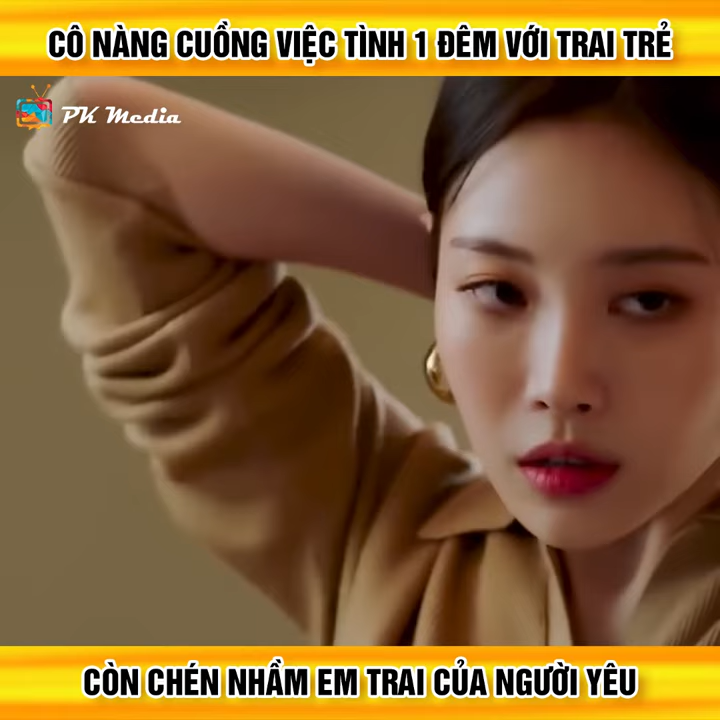 CÔ NÀNG CUỒNG VIỆC TÌNH 1 ĐÊM VỚI TRAI TRẺ
PK Media
CÒN CHÉN NHẦM EM TRAI CỦA NGƯỜI YÊU